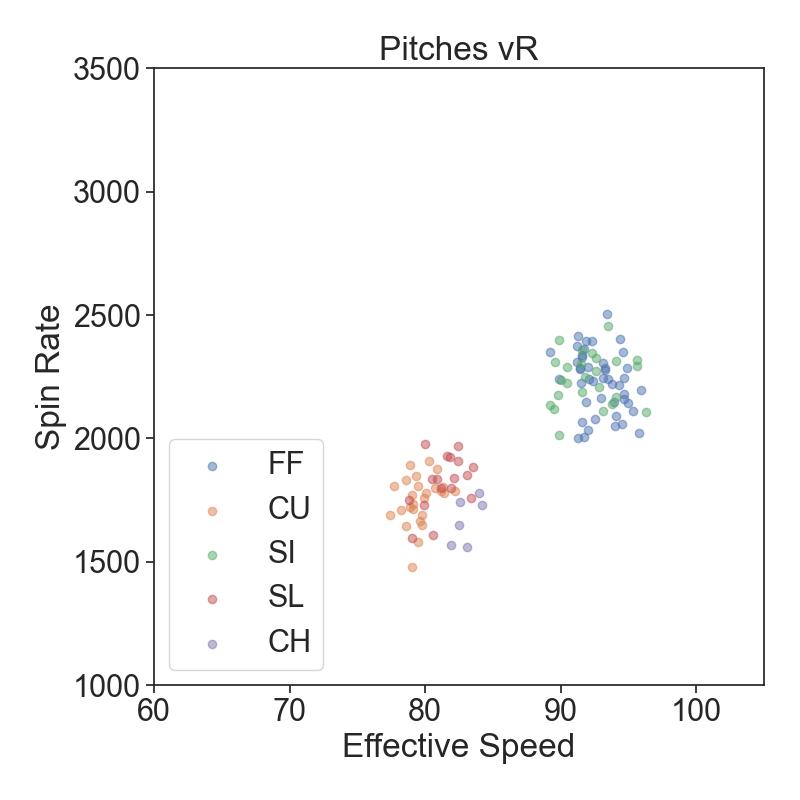 Pitches vR
3500
3000
2500
2000
1500
1000
Spin Rate
FF
CU
SI
SL
CH
60 70 80 90 100
Effective Speed